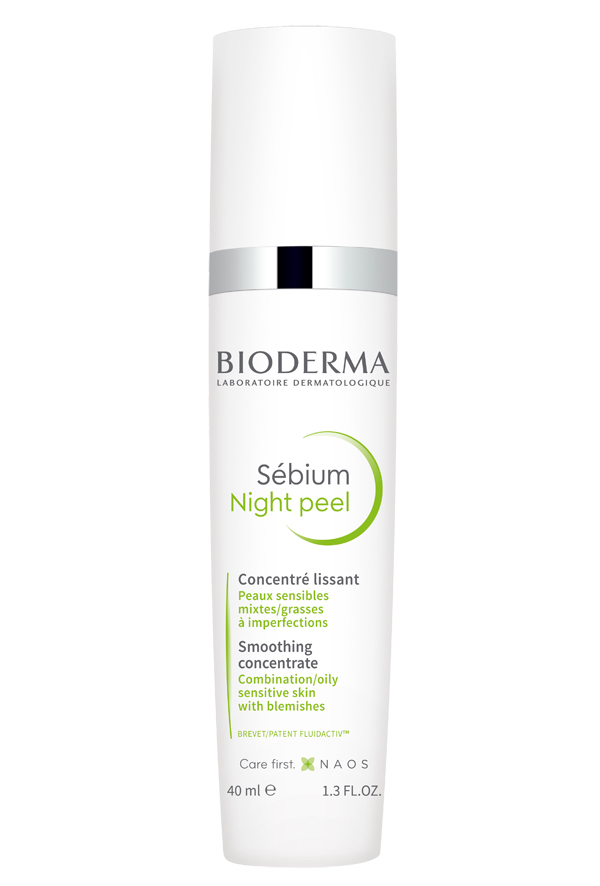 BIODERMA
LABORATOIRE DERMATOLOGIQUE
Sébium
Night peel
Concentré lissant
Peaux sensibles
mixtes/grasses
à imperfections
Smoothing
concentrate
Combination/oily
sensitive skin
with blemishes
BREVET/PATENT FLUIDACTIV™
Care first. NAOS
40 ml ℮ 1.3 FL.OZ.